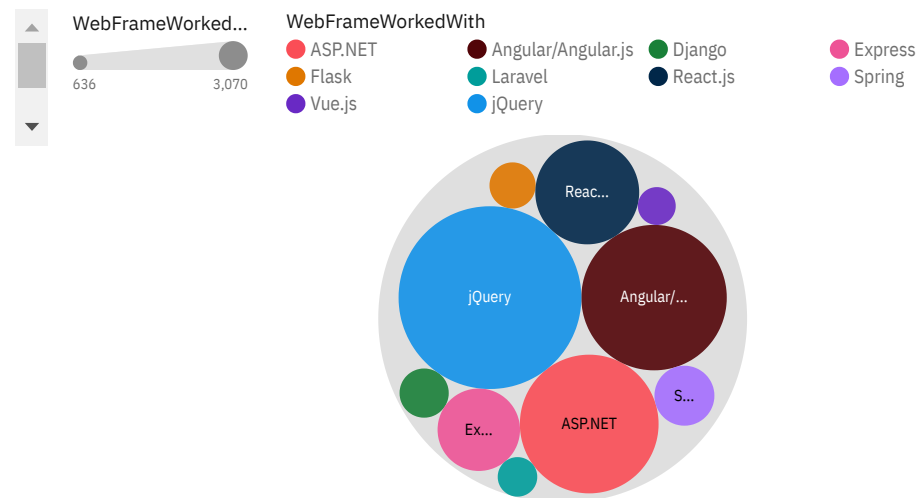 WebFrameWorked...
636 3,070
WebFrameWorkedWith
ASP.NET Angular/Angular.js Django Express
Flask Laravel React.js Spring
Vue.js jQuery
Reac...
jQuery Angular/...
S...
ASP.NET
Ex...